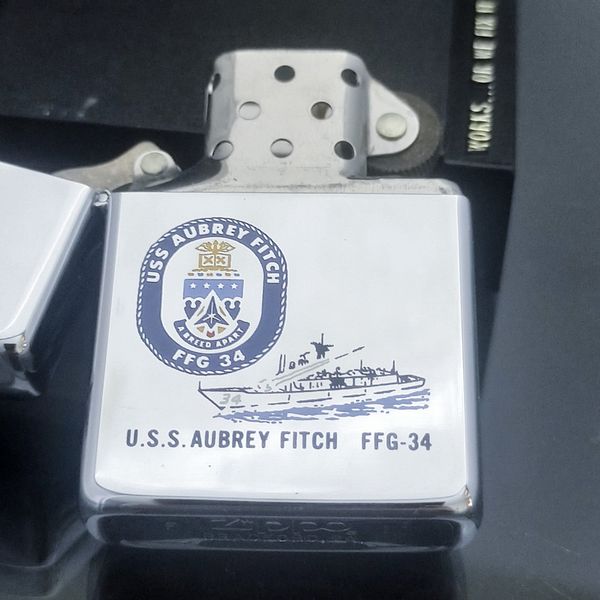 WORKS... OR WE FIX IT
USS AUBREY FITCH
A BREED APART
FFG 34
34
U.S.S. AUBREY FITCH FFG-34